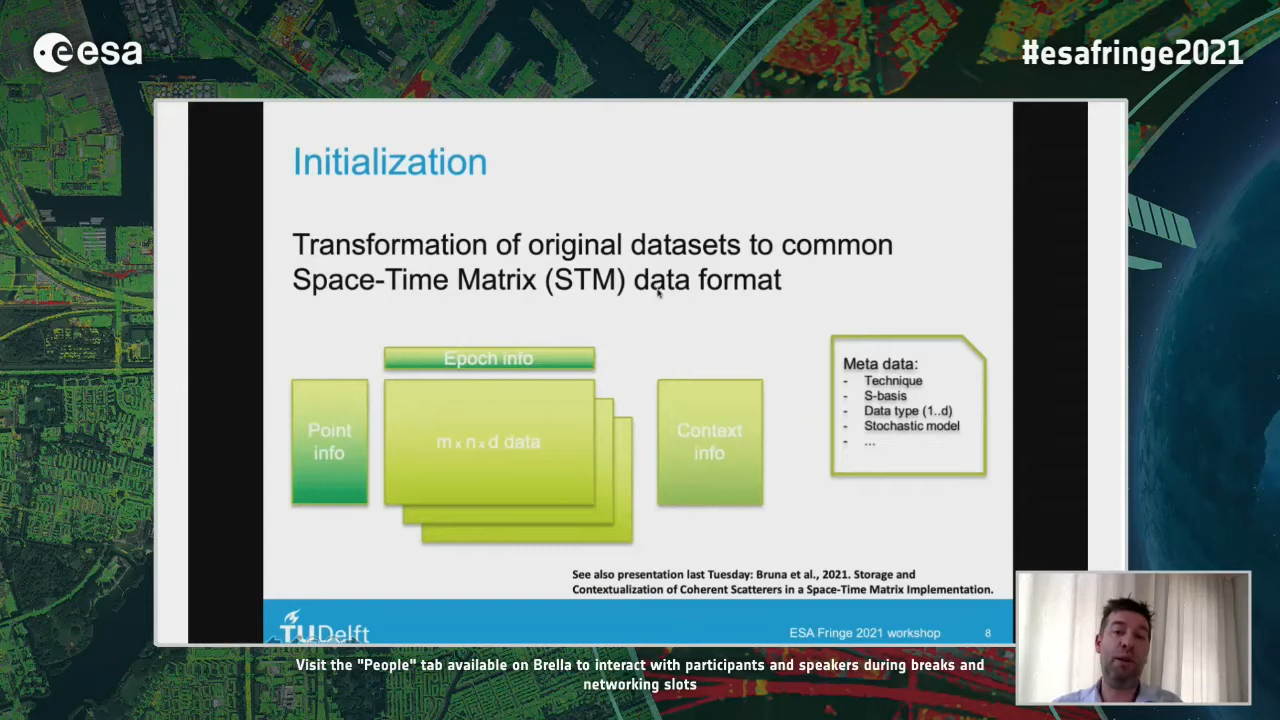 esa
#esafringe2021
Initialization
Transformation of original datasets to common
Space-Time Matrix (STM) data format
Epoch info
Point
info
m x n x d data
Context
info
Meta data:
- Technique
- S-basis
- Data type (1..d)
- Stochastic model
- ...
See also presentation last Tuesday: Bruna et al., 2021. Storage and
Contextualization of Coherent Scatterers in a Space-Time Matrix Implementation.
TUDelft
ESA Fringe 2021 workshop
8
Visit the "People" tab available on Brella to interact with participants and speakers during breaks and
networking slots